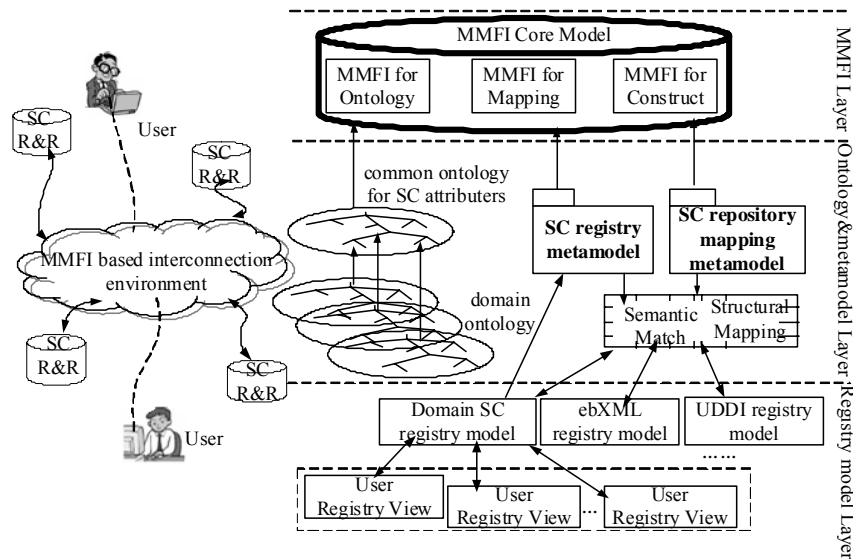 MMFI Core Model
MMFI for
Ontology
MMFI for
Mapping
MMFI for
Construct
MMFI Layer
User
SC
R&R
SC
R&R
MMFI based interconnection
environment
SC
R&R
SC
R&R
User
common ontology
for SC attributers
domain
ontology
SC registry
metamodel
SC repository
mapping
metamodel
Semantic
Match
Structural
Mapping
Ontology&metamodel Layer
Domain SC
registry model
ebXML
registry model
UDDI registry
model
......
User
Registry View
User
Registry View
...
User
Registry View
Registry model Layer